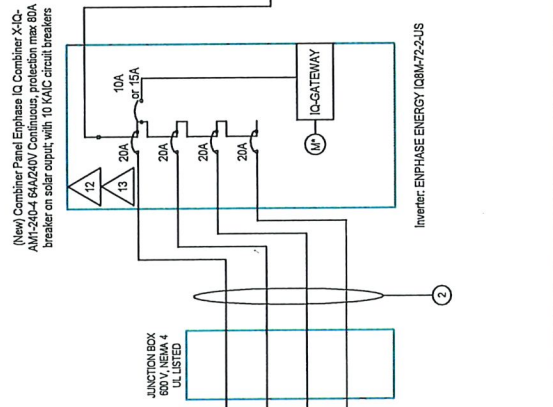 (New) Combiner Panel Enphase IQ Combiner X-IQ-
AM1-240-4 64A/240V Continuous, protection max 80A
breaker on solar ouput; with 10 KAIC circuit breakers
10A
or 15A
IQ-GATEWAY
M*
20A
20A
20A
20A
12
13
Inverter: ENPHASE ENERGY IQ8M-72-2-US
2
JUNCTION BOX
600 V, NEMA 4
UL LISTED